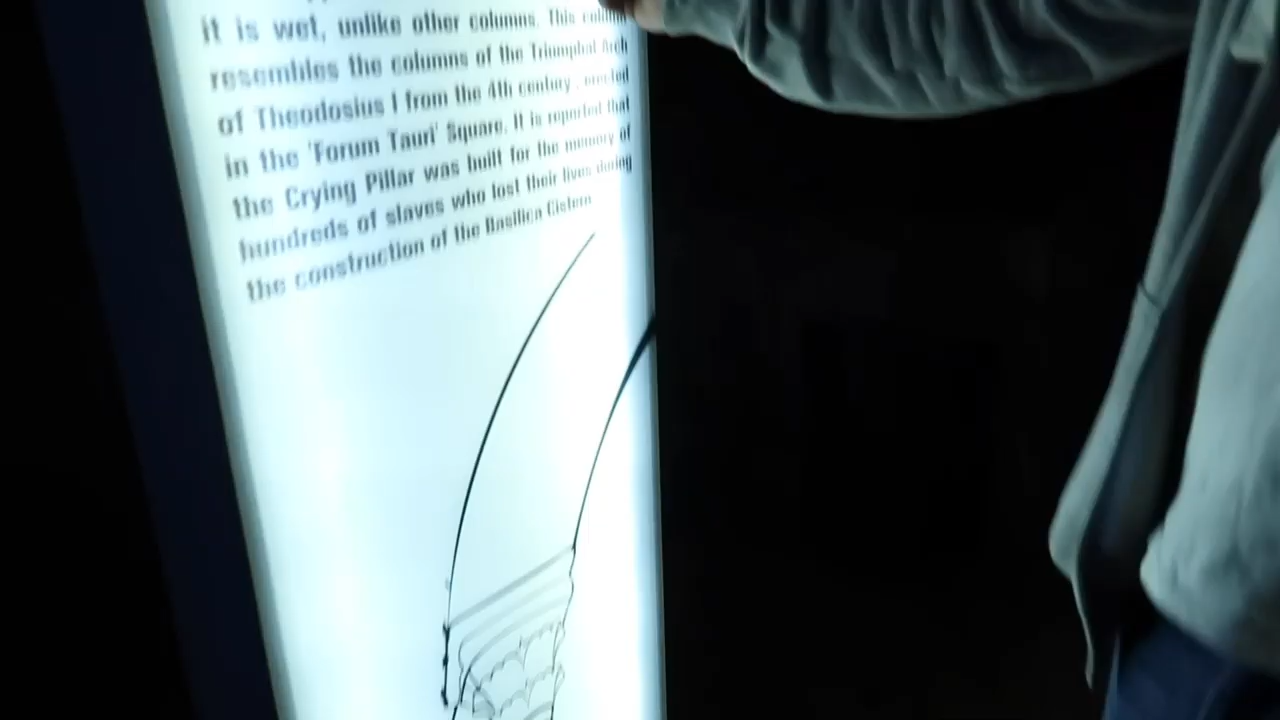 it is wet, unlike other columns. This column
resembles the columns of the Triumphal Arch
of Theodosius I from the 4th century, erected
in the 'Forum Tauri' Square. It is reported that
the Crying Pillar was built for the memory of
hundreds of slaves who lost their lives during
the construction of the Basilica Cistern